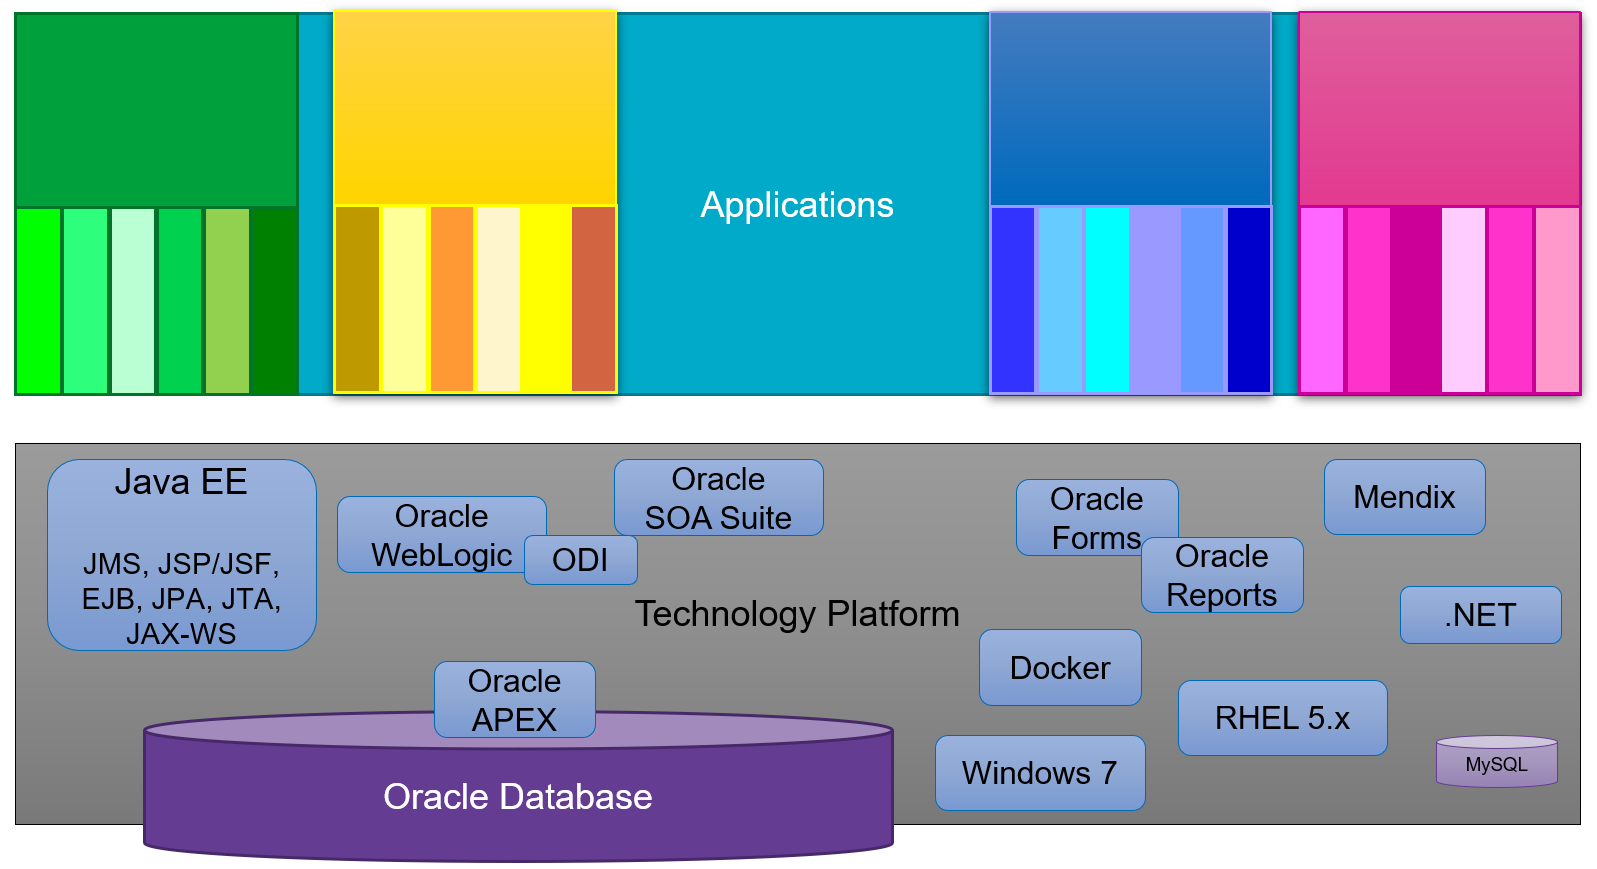 Applications
Java EE
JMS, JSP/JSF,
EJB, JPA, JTA,
JAX-WS
Oracle
WebLogic
ODI
Oracle
SOA Suite
Oracle
Forms
Oracle
Reports
Mendix
.NET
Technology Platform
Docker
RHEL 5.x
Windows 7
MySQL
Oracle
APEX
Oracle Database